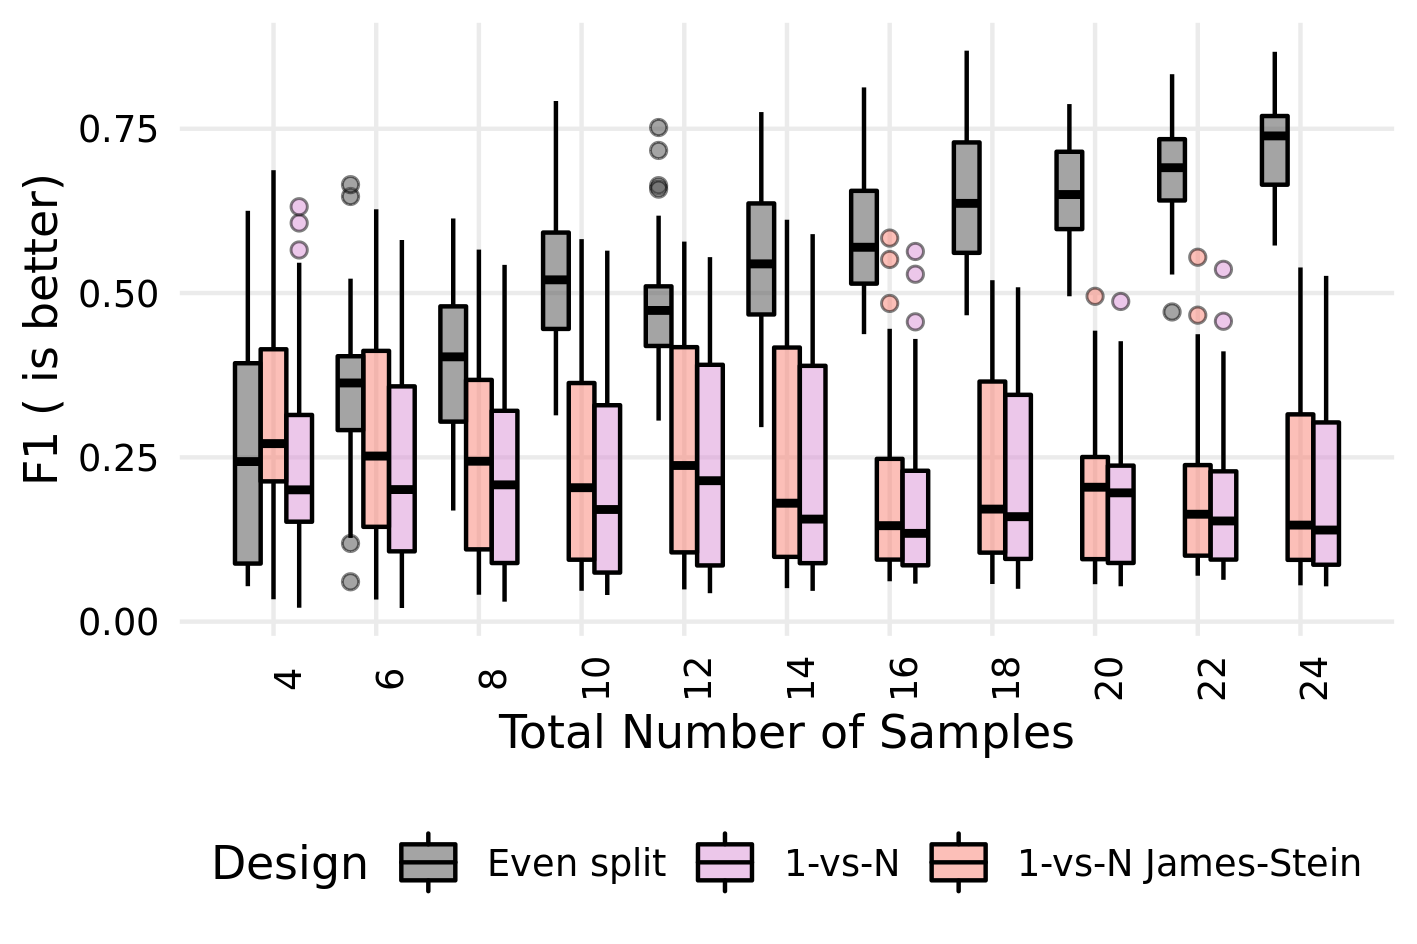 F1 ( is better)
0.75
0.50
0.25
0.00
4 6 8 10 12 14 16 18 20 22 24
Total Number of Samples
Design Even split 1-vs-N 1-vs-N James-Stein